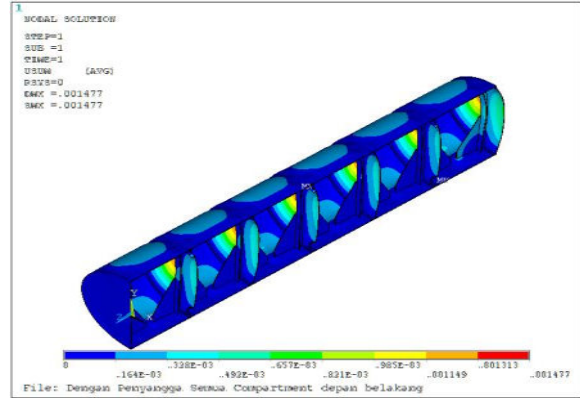 1
NODAL SOLUTION
STEP=1
SUB =1
TIME=1
USUM (AVG)
RSYS=0
DMX =.001477
SMX =.001477
MX
MN
Y
Z X
0 .328E-03 .657E-03 .985E-03 .001313
.164E-03 .492E-03 .821E-03 .001149 .001477
File: Dengan Penyangga Semua Compartment depan belakang